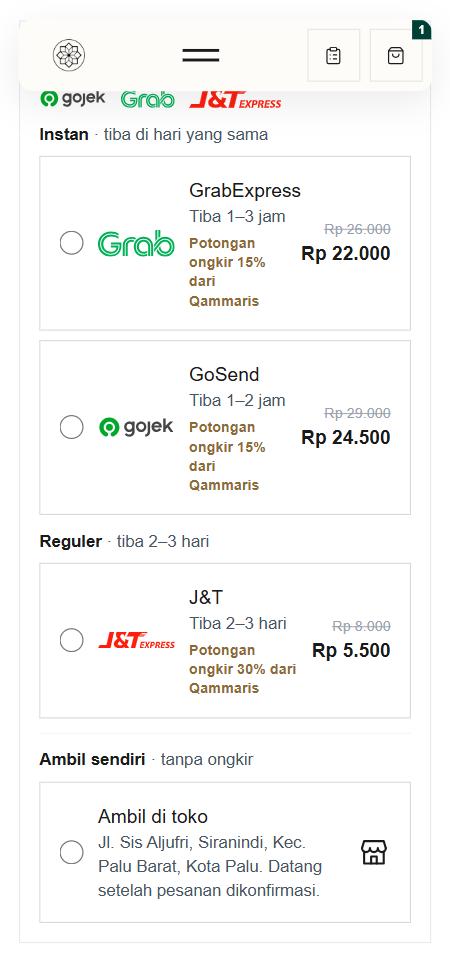 1
gojek Grab J&T EXPRESS
Instan · tiba di hari yang sama
Grab
GrabExpress
Tiba 1–3 jam
Potongan
ongkir 15%
dari
Qammaris
Rp 26.000
Rp 22.000
gojek
GoSend
Tiba 1–2 jam
Potongan
ongkir 15%
dari
Qammaris
Rp 29.000
Rp 24.500
Reguler · tiba 2–3 hari
J&T EXPRESS
J&T
Tiba 2–3 hari
Potongan
ongkir 30% dari
Qammaris
Rp 8.000
Rp 5.500
Ambil sendiri · tanpa ongkir
Ambil di toko
Jl. Sis Aljufri, Siranindi, Kec.
Palu Barat, Kota Palu. Datang
setelah pesanan dikonfirmasi.